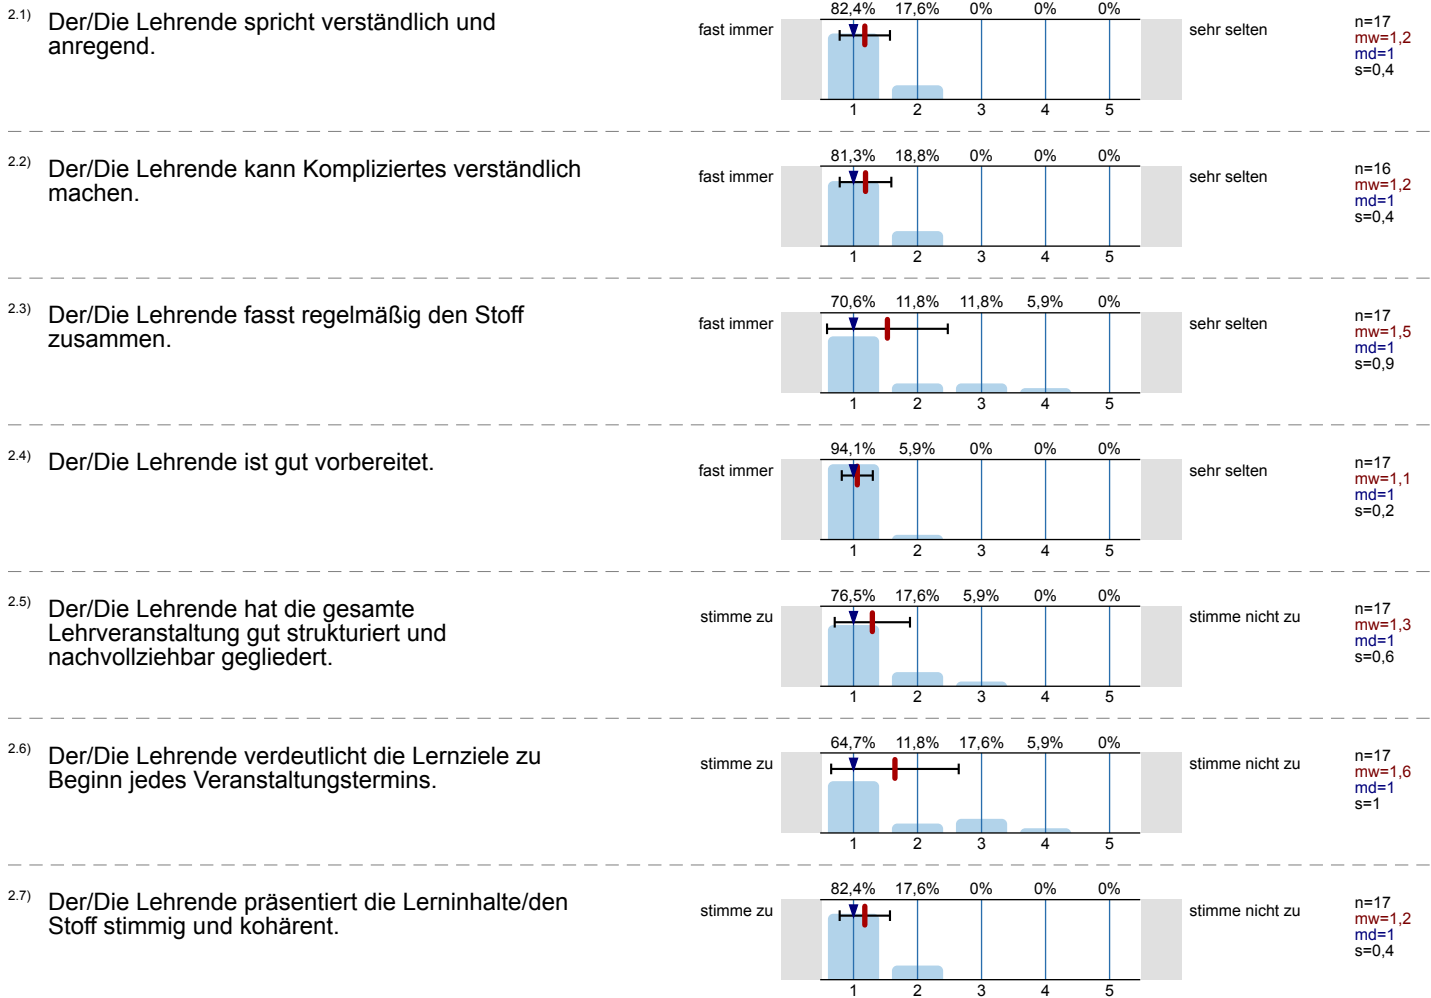 2.1) Der/Die Lehrende spricht verständlich und
anregend.
fast immer
82,4% 17,6% 0% 0% 0%
1 2 3 4 5
sehr selten
n=17
mw=1,2
md=1
s=0,4
2.2) Der/Die Lehrende kann Kompliziertes verständlich
machen.
fast immer
81,3% 18,8% 0% 0% 0%
1 2 3 4 5
sehr selten
n=16
mw=1,2
md=1
s=0,4
2.3) Der/Die Lehrende fasst regelmäßig den Stoff
zusammen.
fast immer
70,6% 11,8% 11,8% 5,9% 0%
1 2 3 4 5
sehr selten
n=17
mw=1,5
md=1
s=0,9
2.4) Der/Die Lehrende ist gut vorbereitet.
fast immer
94,1% 5,9% 0% 0% 0%
1 2 3 4 5
sehr selten
n=17
mw=1,1
md=1
s=0,2
2.5) Der/Die Lehrende hat die gesamte
Lehrveranstaltung gut strukturiert und
nachvollziehbar gegliedert.
stimme zu
76,5% 17,6% 5,9% 0% 0%
1 2 3 4 5
stimme nicht zu
n=17
mw=1,3
md=1
s=0,6
2.6) Der/Die Lehrende verdeutlicht die Lernziele zu
Beginn jedes Veranstaltungstermins.
stimme zu
64,7% 11,8% 17,6% 5,9% 0%
1 2 3 4 5
stimme nicht zu
n=17
mw=1,6
md=1
s=1
2.7) Der/Die Lehrende präsentiert die Lerninhalte/den
Stoff stimmig und kohärent.
stimme zu
82,4% 17,6% 0% 0% 0%
1 2 3 4 5
stimme nicht zu
n=17
mw=1,2
md=1
s=0,4